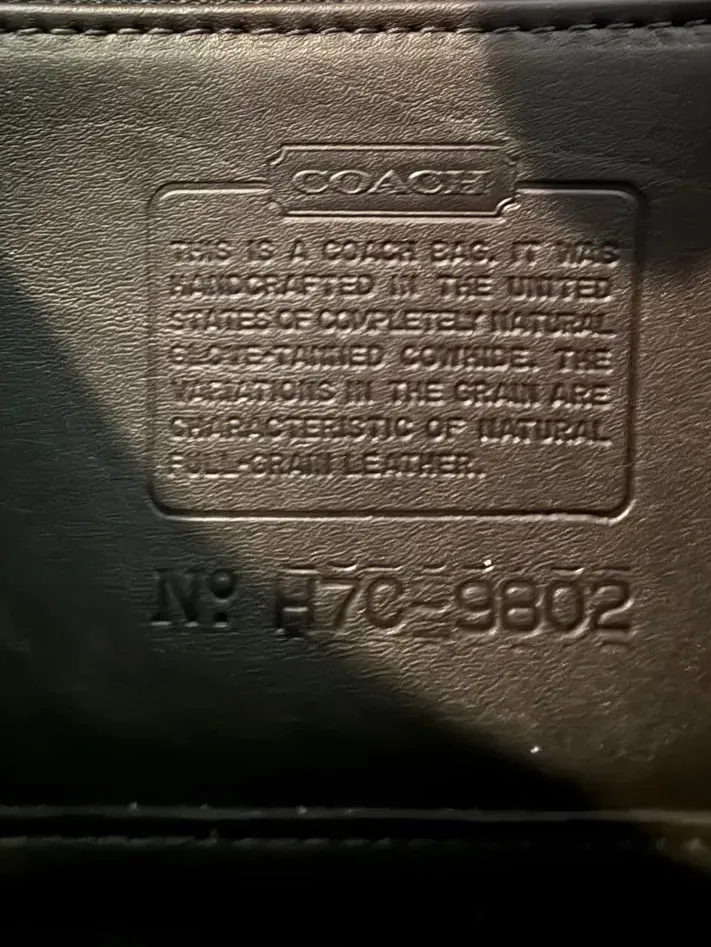 COACH
THIS IS A COACH BAG. IT WAS
HANDCRAFTED IN THE UNITED
STATES OF COMPLETELY NATURAL
GLOVE-TANNED COWHIDE. THE
VARIATIONS IN THE GRAIN ARE
CHARACTERISTIC OF NATURAL
FULL-GRAIN LEATHER.
Nº H7C-9802